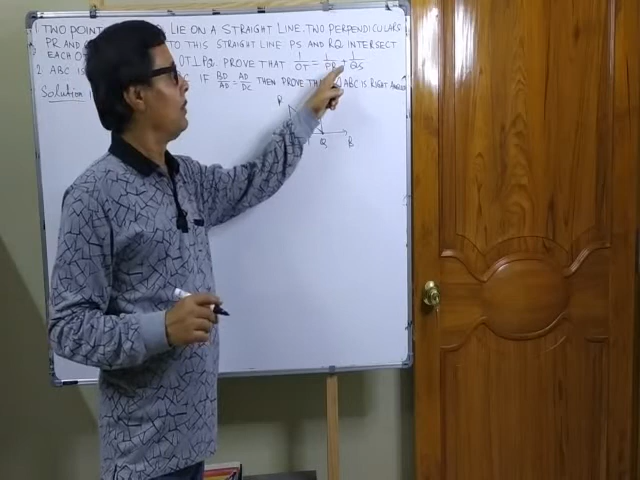 1 TWO POINT LIE ON A STRAIGHT LINE. TWO PERPENDICULARS
PR AND TO THIS STRAIGHT LINE PS AND RQ INTERSECT
EACH OT OT⊥PQ. PROVE THAT 1/OT = 1/PR + 1/QS
2 ABC IS IF BD/AD = AD/DC THEN PROVE THA ABC IS RIGHT ANGLED
Solution
P
Q B